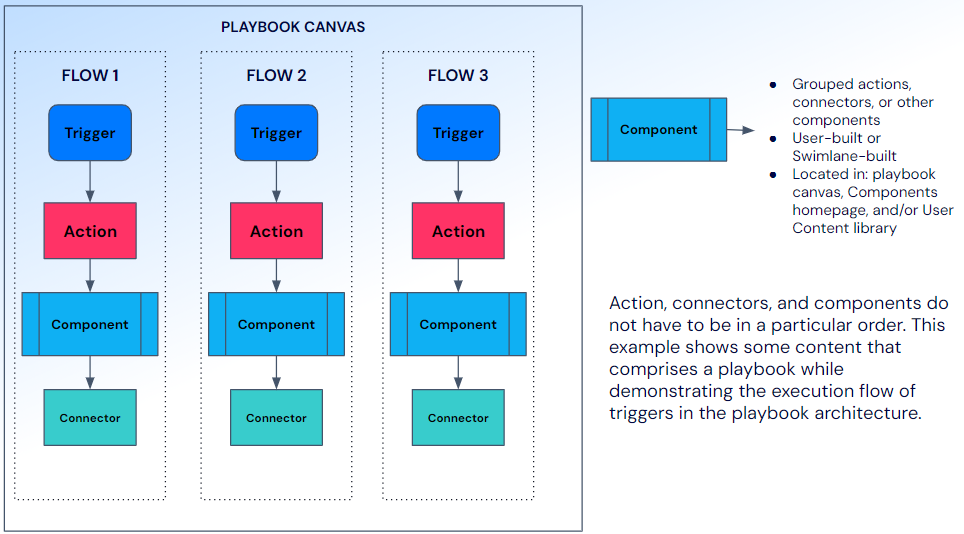 PLAYBOOK CANVAS
FLOW 1
Trigger
Action
Component
Connector
FLOW 2
Trigger
Action
Component
Connector
FLOW 3
Trigger
Action
Component
Connector
Component
● Grouped actions,
connectors, or other
components
● User-built or
Swimlane-built
● Located in: playbook
canvas, Components
homepage, and/or User
Content library
Action, connectors, and components do
not have to be in a particular order. This
example shows some content that
comprises a playbook while
demonstrating the execution flow of
triggers in the playbook architecture.